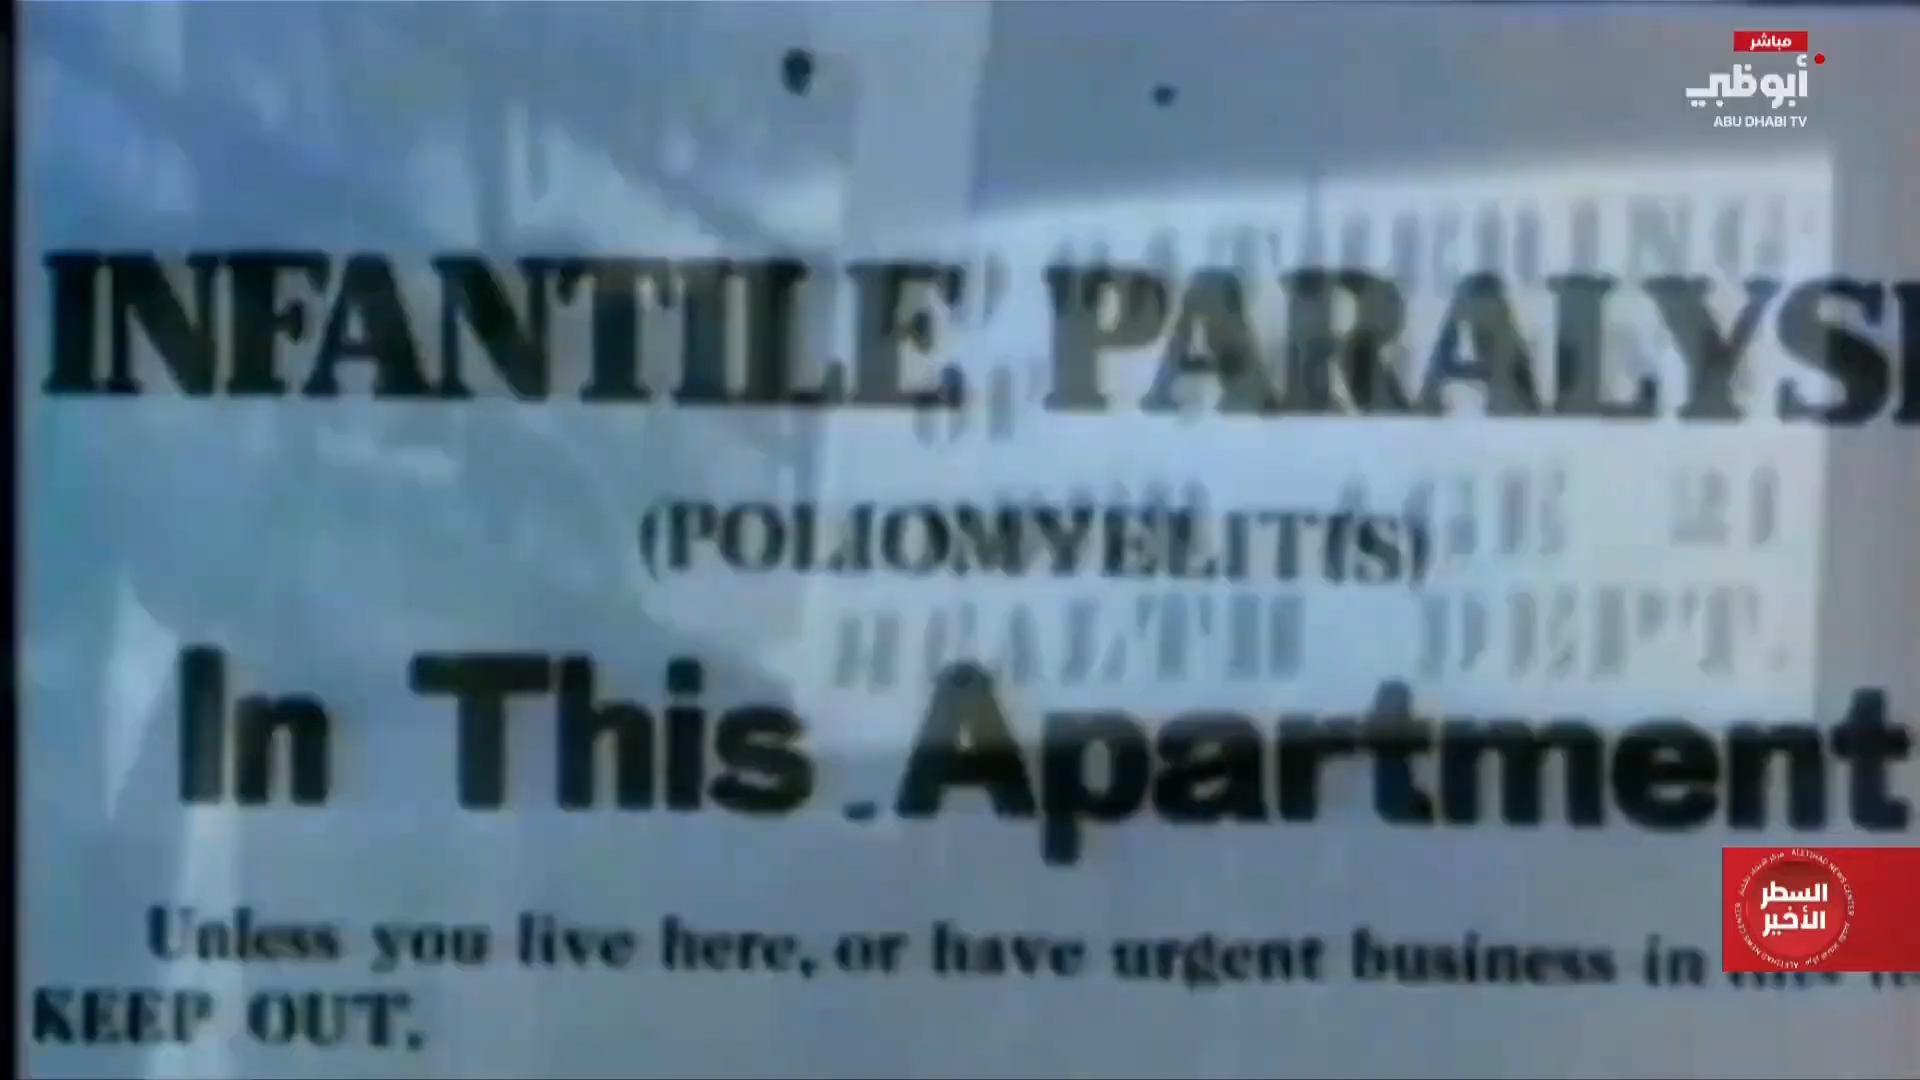 مباشر
أبوظبي
ABU DHABI TV
INFANTILE PARALYS
(POLIOMYELITIS)
HEALTH DEPT.
In This Apartment
Unless you live here, or have urgent business in
KEEP OUT.
السطر
الأخير